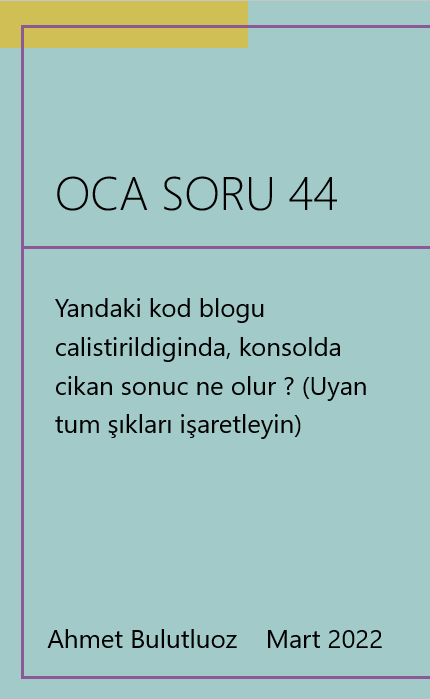 OCA SORU 44
Yandaki kod blogu
calistirildiginda, konsolda
cikan sonuc ne olur ? (Uyan
tum şıkları işaretleyin)
Ahmet Bulutluoz Mart 2022